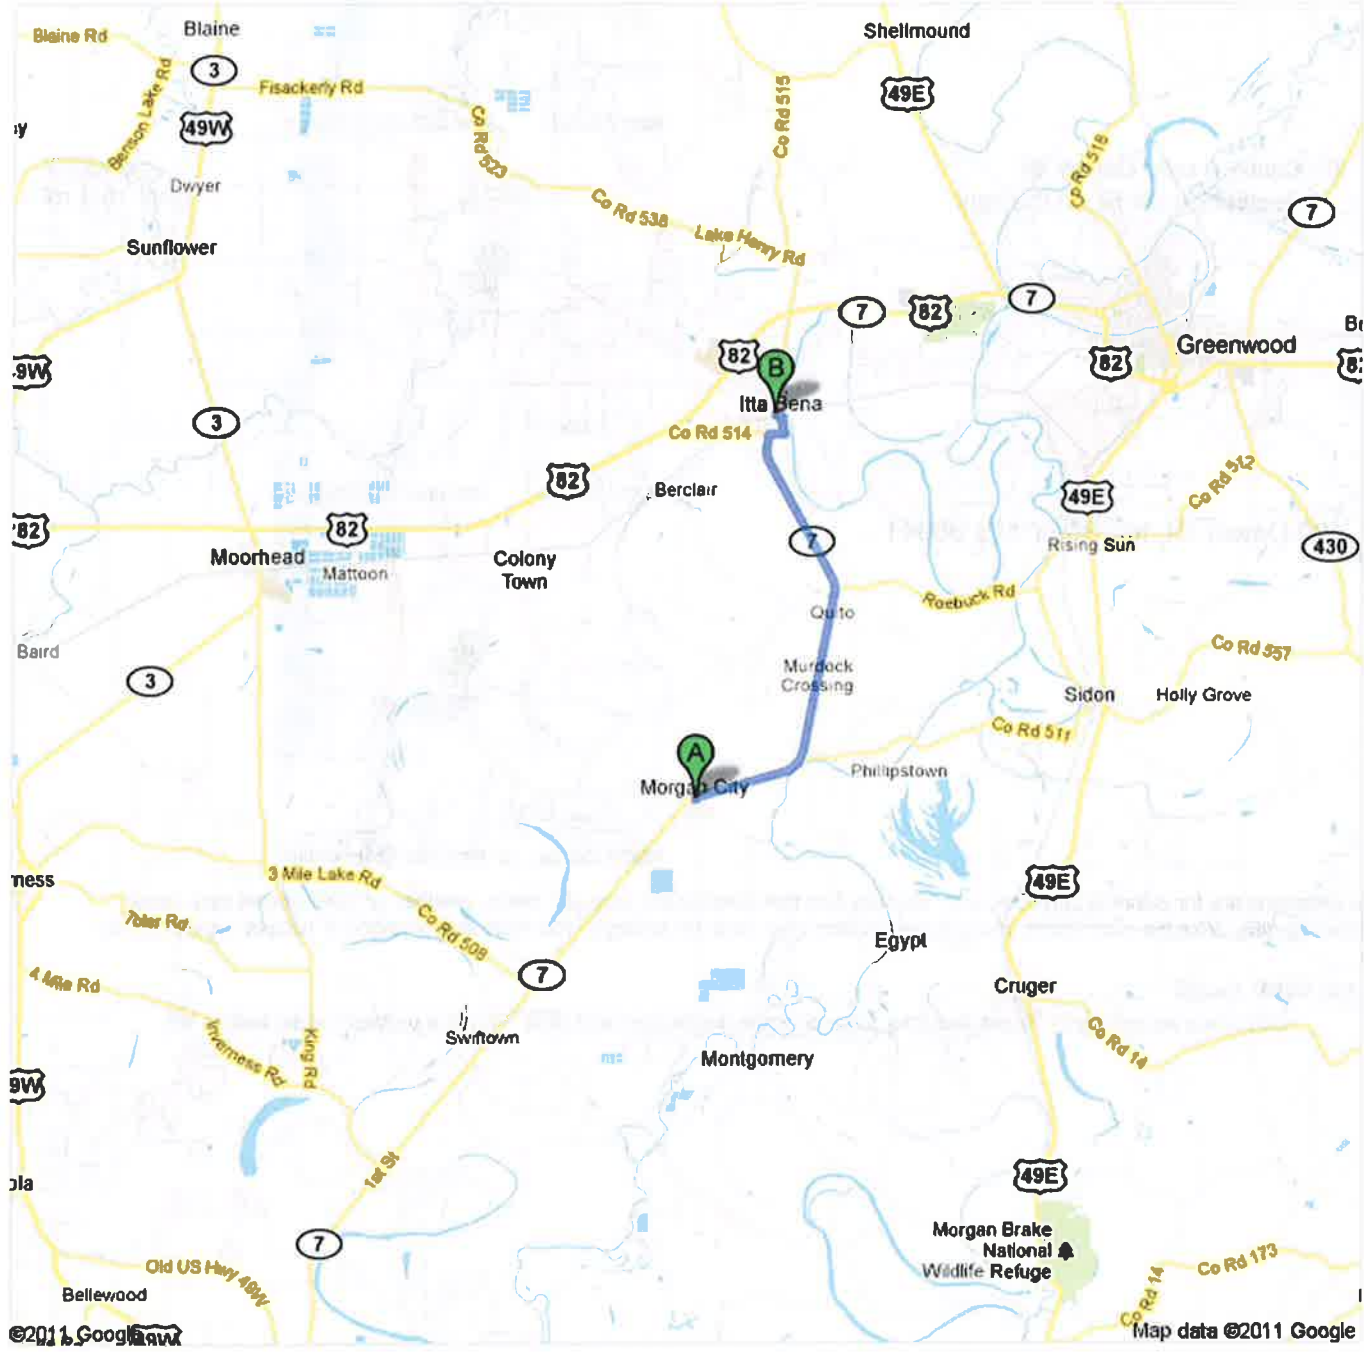 Blaine
Shellmound
Blaine Rd
3
Fisackerly Rd
49E
Benson Lake Rd
Co Rd 515
49W
Co Rd 523
Co Rd 518
Dwyer
Co Rd 538
7
Sunflower
Lake Henry Rd
7
82
7
82
B
82
Greenwood
Itta Bena
3
Co Rd 514
82
Berclair
49E
Co Rd 512
82
82
Moorhead
Mattoon
Colony
Town
7
Rising Sun
430
Roebuck Rd
Quito
Baird
Co Rd 557
3
Murdock
Crossing
Sidon
Holly Grove
Co Rd 511
A
Morgan City
Phillipstown
3 Mile Lake Rd
49E
Co Rd 508
Egypt
4 Mile Rd
7
Cruger
Inverness Rd
King Rd
Swiftown
Montgomery
Co Rd 14
1st St
49E
7
Morgan Brake
National
Wildlife Refuge
Old US Hwy 49W
Co Rd 173
Co Rd 14
Bellewood
©2011 Google
Map data ©2011 Google